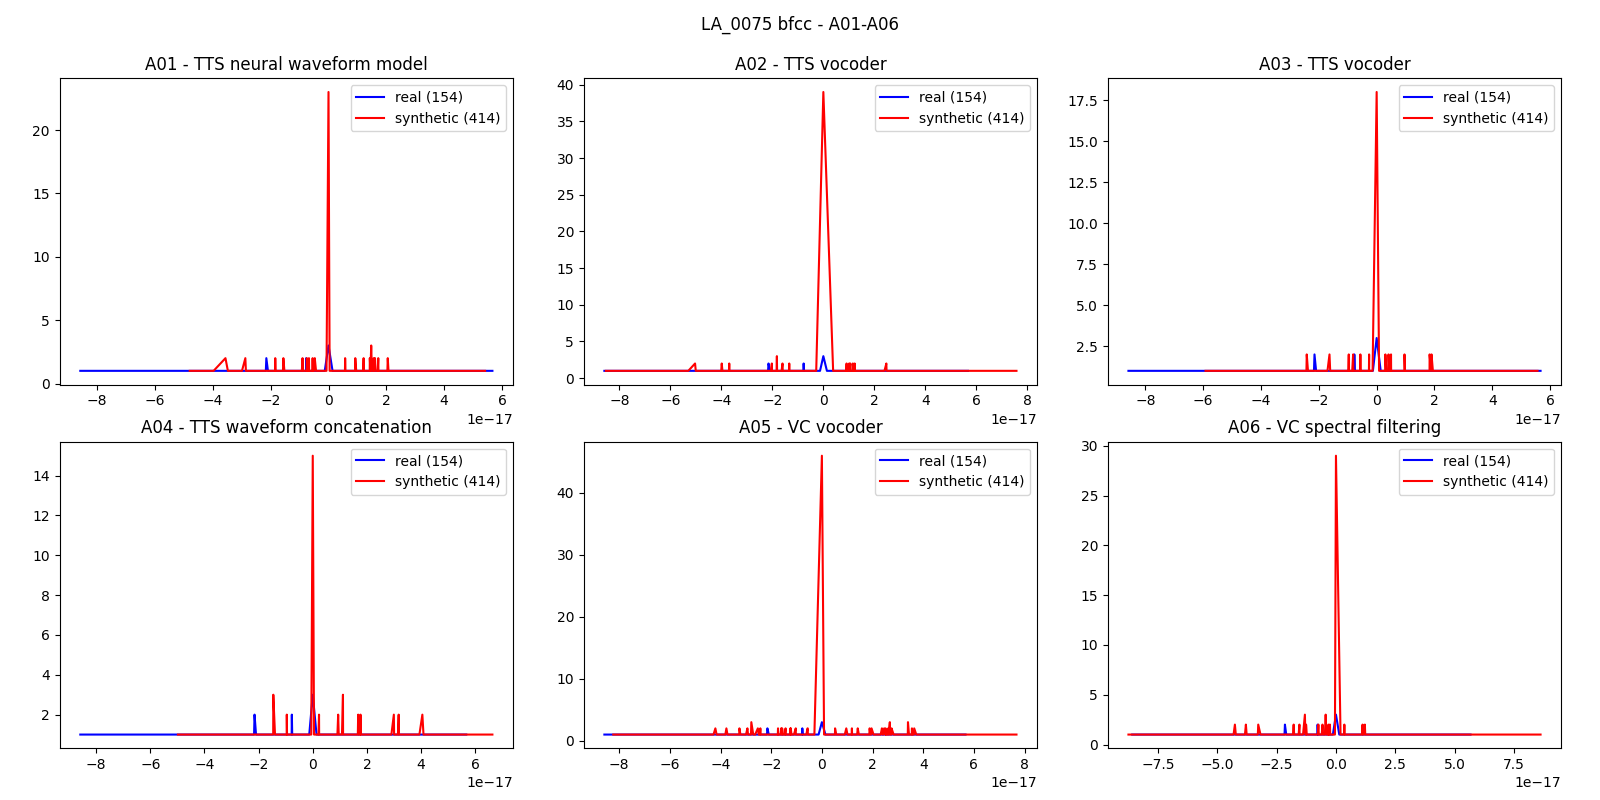 LA_0075 bfcc - A01-A06
A01 - TTS neural waveform model
real (154)
synthetic (414)
20
15
10
5
0
−8 −6 −4 −2 0 2 4 6
1e−17
A02 - TTS vocoder
real (154)
synthetic (414)
40
35
30
25
20
15
10
5
0
−8 −6 −4 −2 0 2 4 6 8
1e−17
A03 - TTS vocoder
real (154)
synthetic (414)
17.5
15.0
12.5
10.0
7.5
5.0
2.5
−8 −6 −4 −2 0 2 4 6
1e−17
A04 - TTS waveform concatenation
real (154)
synthetic (414)
14
12
10
8
6
4
2
−8 −6 −4 −2 0 2 4 6
1e−17
A05 - VC vocoder
real (154)
synthetic (414)
40
30
20
10
0
−8 −6 −4 −2 0 2 4 6 8
1e−17
A06 - VC spectral filtering
real (154)
synthetic (414)
30
25
20
15
10
5
0
−7.5 −5.0 −2.5 0.0 2.5 5.0 7.5
1e−17